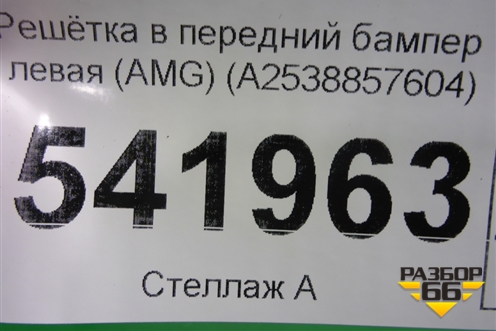 Решётка в передний бампер
левая (AMG) (A2538857604)
541963
Стеллаж А
РАЗБОР
66